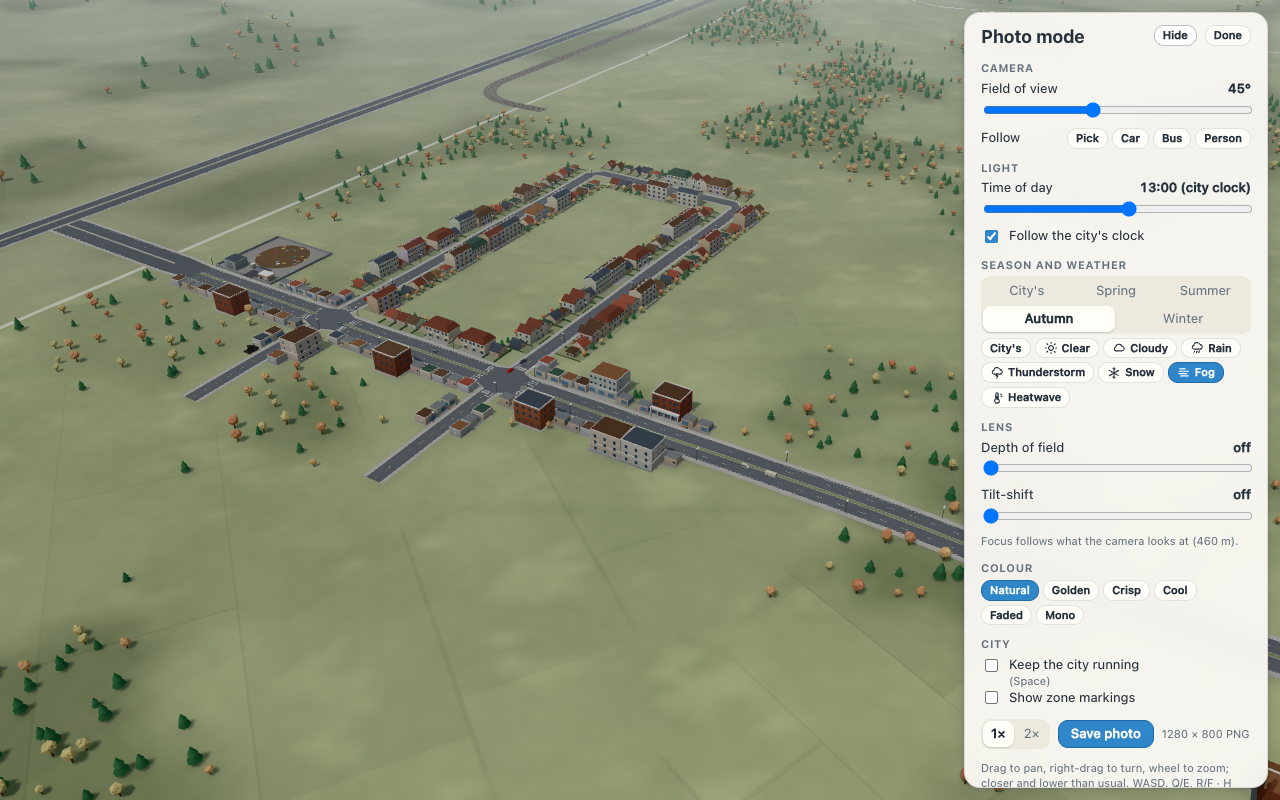 Photo mode
Hide
Done
CAMERA
Field of view
45°
Follow
Pick
Car
Bus
Person
LIGHT
Time of day
13:00 (city clock)
Follow the city's clock
SEASON AND WEATHER
City's
Spring
Summer
Autumn
Winter
City's
Clear
Cloudy
Rain
Thunderstorm
Snow
Fog
Heatwave
LENS
Depth of field
off
Tilt-shift
off
Focus follows what the camera looks at (460 m).
COLOUR
Natural
Golden
Crisp
Cool
Faded
Mono
CITY
Keep the city running
(Space)
Show zone markings
1×
2×
Save photo
1280 × 800 PNG
Drag to pan, right-drag to turn, wheel to zoom;
closer and lower than usual. WASD, Q/E, R/F · H